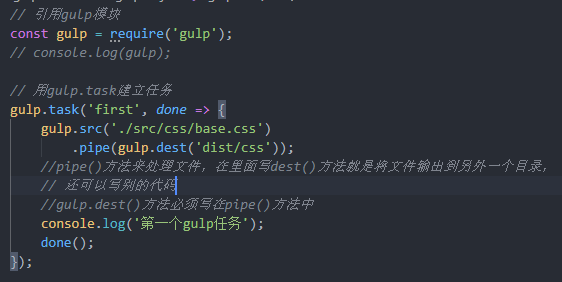 // 引用gulp模块
const gulp = require('gulp');
// console.log(gulp);
// 用gulp.task建立任务
gulp.task('first', done => {
gulp.src('./src/css/base.css')
.pipe(gulp.dest('dist/css'));
//pipe()方法来处理文件，在里面写dest()方法就是将文件输出到另外一个目录，
// 还可以写别的代码
//gulp.dest()方法必须写在pipe()方法中
console.log('第一个gulp任务');
done();
});